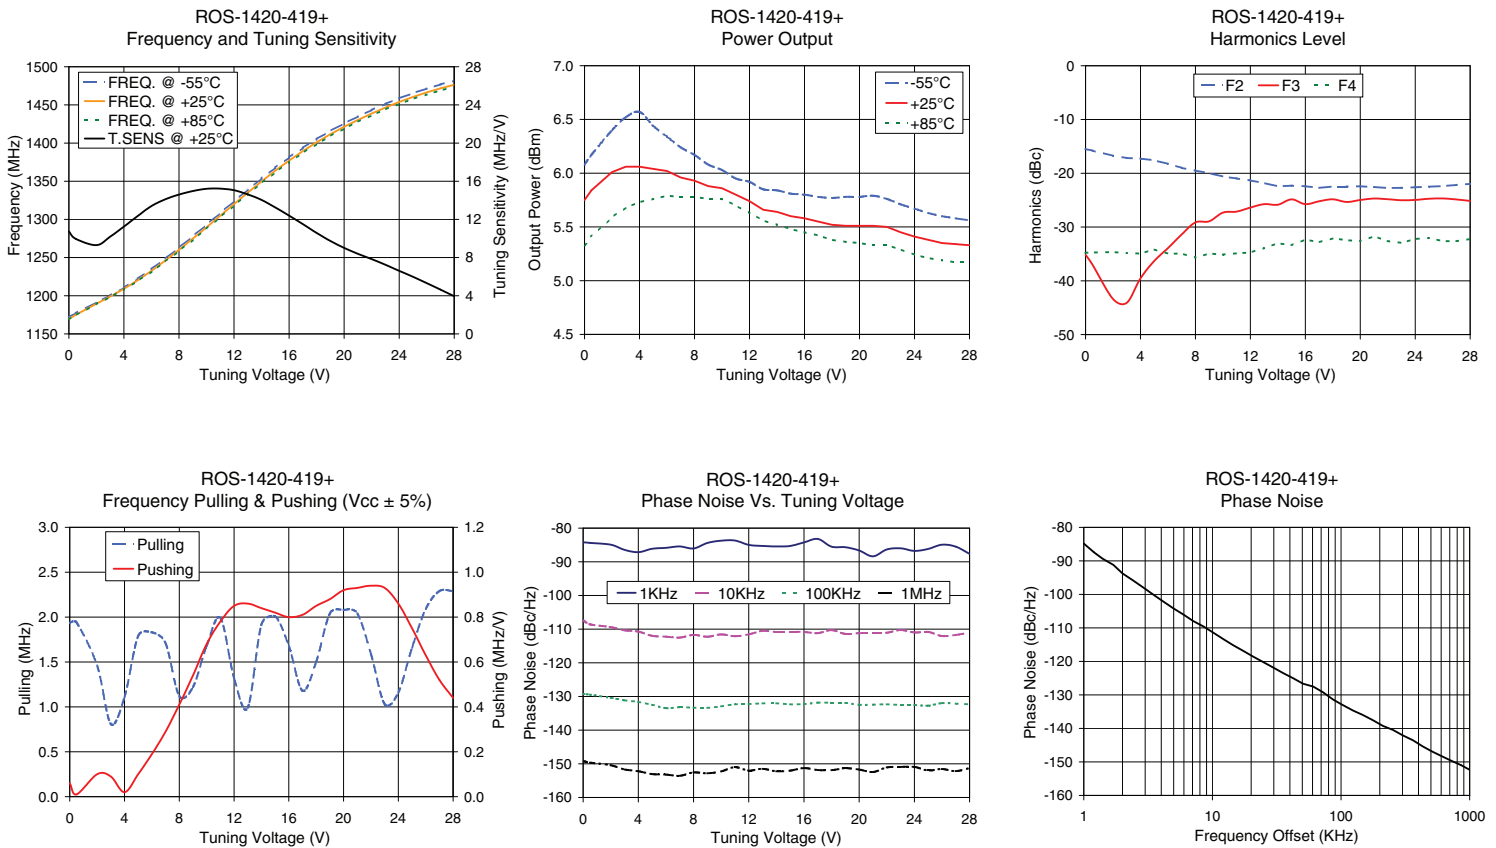 ROS-1420-419+
Frequency and Tuning Sensitivity
1500
1450
1400
1350
1300
1250
1200
1150
Frequency (MHz)
FREQ. @ -55°C
FREQ. @ +25°C
FREQ. @ +85°C
T.SENS @ +25°C
28
24
20
16
12
8
4
0
Tuning Sensitivity (MHz/V)
0 4 8 12 16 20 24 28
Tuning Voltage (V)
ROS-1420-419+
Power Output
7.0
6.5
6.0
5.5
5.0
4.5
Output Power (dBm)
-55°C
+25°C
+85°C
0 4 8 12 16 20 24 28
Tuning Voltage (V)
ROS-1420-419+
Harmonics Level
0
-10
-20
-30
-40
-50
Harmonics (dBc)
F2 F3 F4
0 4 8 12 16 20 24 28
Tuning Voltage (V)
ROS-1420-419+
Frequency Pulling & Pushing (Vcc ± 5%)
3.0
2.5
2.0
1.5
1.0
0.5
0.0
Pulling (MHz)
Pulling
Pushing
1.2
1.0
0.8
0.6
0.4
0.2
0.0
Pushing (MHz/V)
0 4 8 12 16 20 24 28
Tuning Voltage (V)
ROS-1420-419+
Phase Noise Vs. Tuning Voltage
-80
-90
-100
-110
-120
-130
-140
-150
-160
Phase Noise (dBc/Hz)
1KHz 10KHz 100KHz 1MHz
0 4 8 12 16 20 24 28
Tuning Voltage (V)
ROS-1420-419+
Phase Noise
-80
-90
-100
-110
-120
-130
-140
-150
-160
Phase Noise (dBc/Hz)
1 10 100 1000
Frequency Offset (KHz)